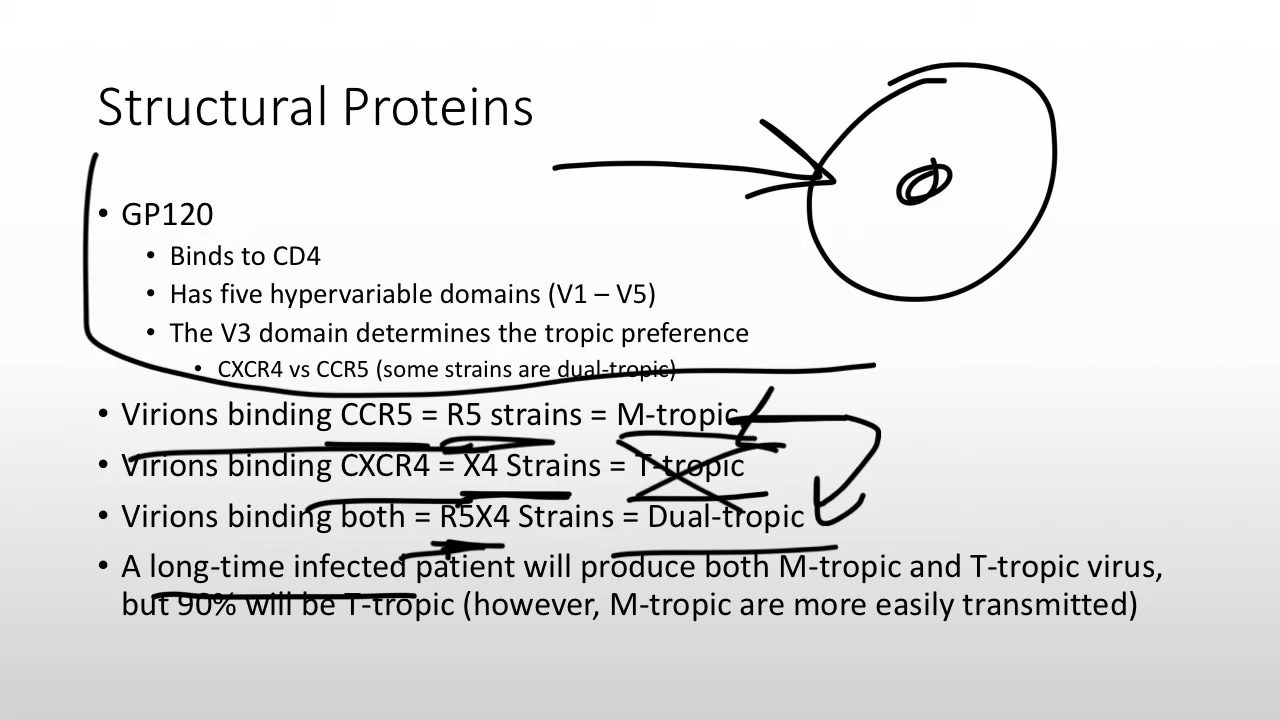 Structural Proteins
• GP120
• Binds to CD4
• Has five hypervariable domains (V1 – V5)
• The V3 domain determines the tropic preference
• CXCR4 vs CCR5 (some strains are dual-tropic)
• Virions binding CCR5 = R5 strains = M-tropic
• Virions binding CXCR4 = X4 Strains = T-tropic
• Virions binding both = R5X4 Strains = Dual-tropic
• A long-time infected patient will produce both M-tropic and T-tropic virus,
but 90% will be T-tropic (however, M-tropic are more easily transmitted)